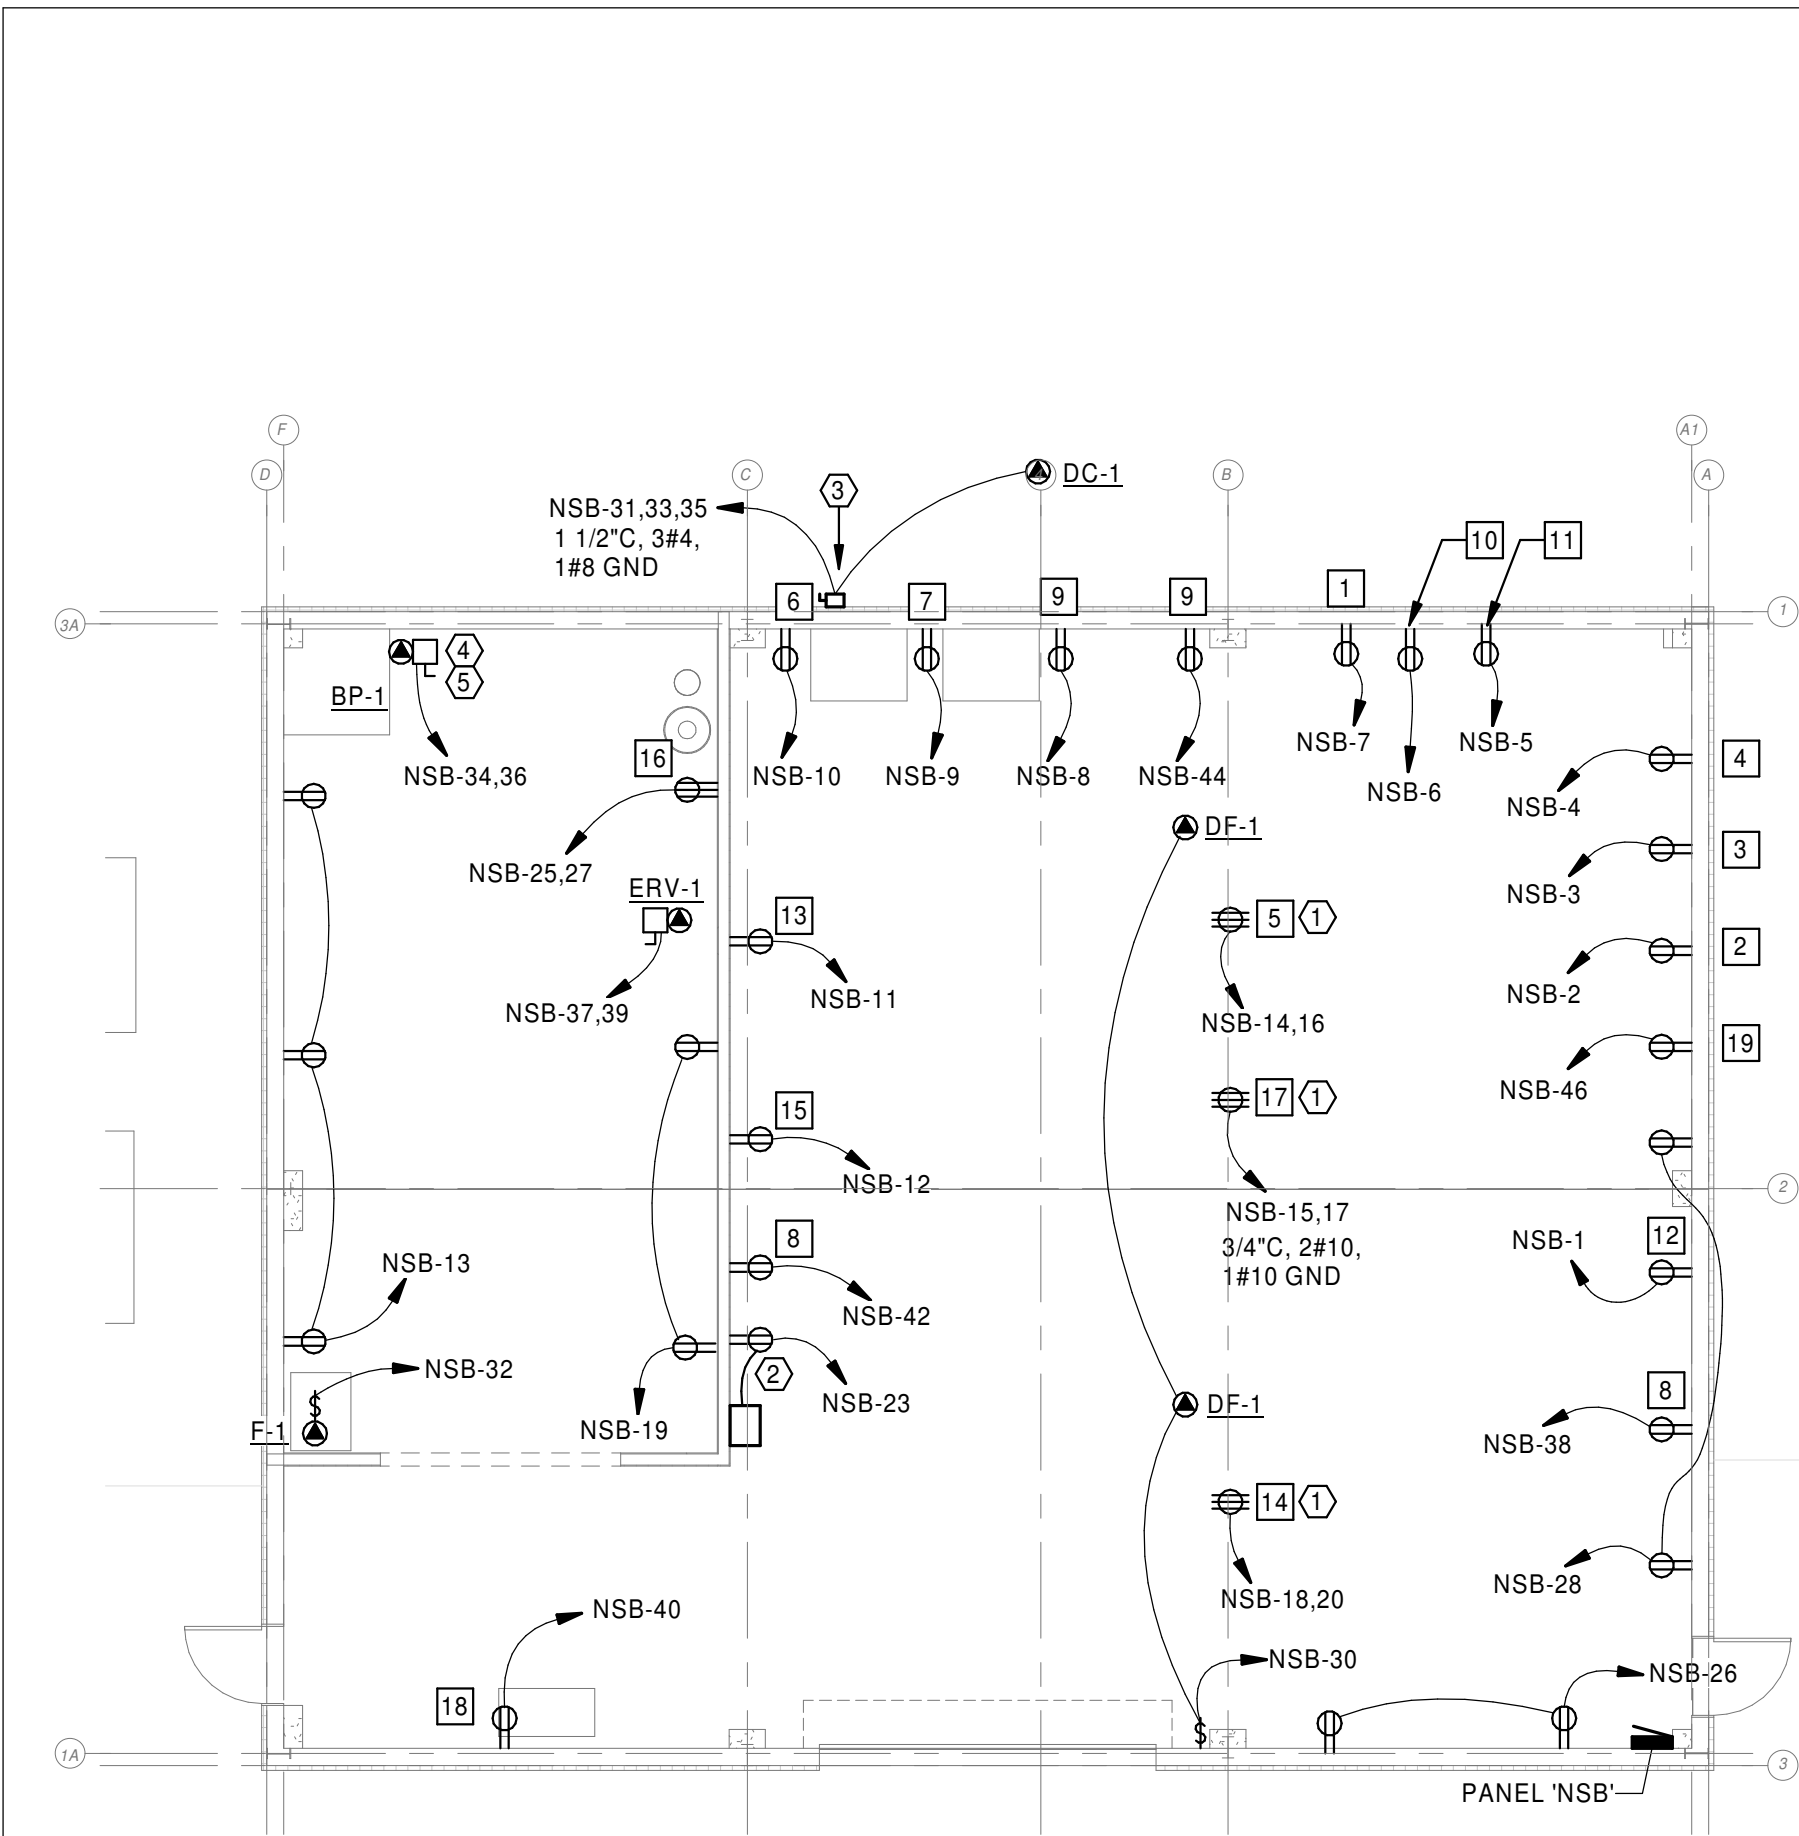 F
A1
D
C
4
B
A
DC-1
3
NSB-31,33,35
1 1/2"C, 3#4,
1#8 GND
10
11
6
7
9
9
1
3A
1
4
5
BP-1
NSB-34,36
16
NSB-10
NSB-9
NSB-8
NSB-44
NSB-7
NSB-6
NSB-5
4
NSB-4
DF-1
3
NSB-3
NSB-25,27
ERV-1
13
5
1
2
NSB-2
NSB-37,39
NSB-11
NSB-14,16
19
NSB-46
15
17
1
NSB-12
2
NSB-15,17
3/4"C, 2#10,
1#10 GND
NSB-1
12
8
NSB-13
NSB-42
NSB-32
2
NSB-23
DF-1
8
NSB-38
F-1
NSB-19
14
1
NSB-28
NSB-18,20
NSB-40
NSB-30
NSB-26
18
1A
3
PANEL 'NSB'
$
$